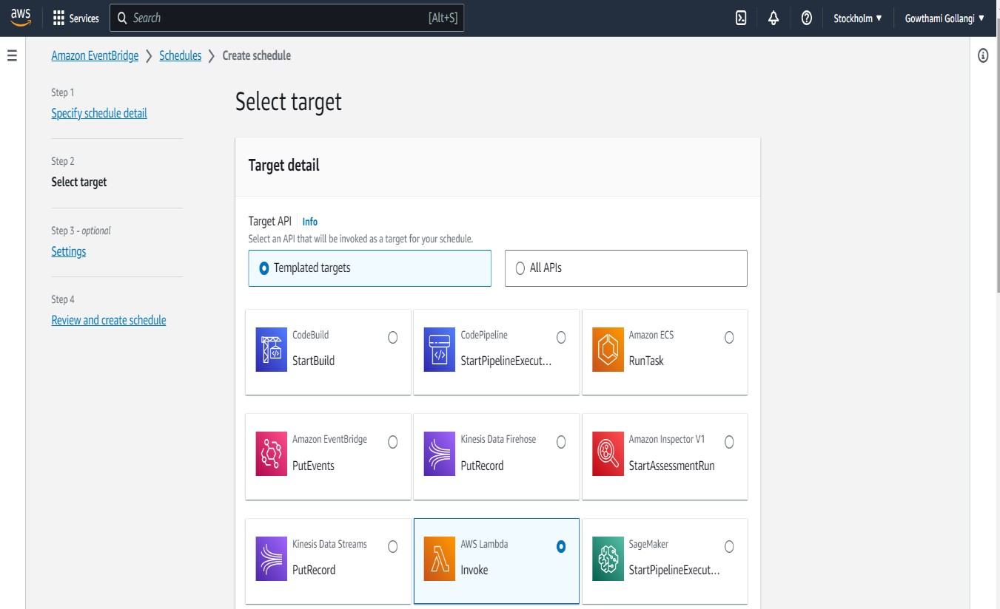 aws
Services
Search
[Alt+S]
Stockholm ▼
Gowthami Gollangi ▼
Amazon EventBridge > Schedules > Create schedule
Step 1
Specify schedule detail
Step 2
Select target
Step 3 - optional
Settings
Step 4
Review and create schedule
Select target
Target detail
Target API
Info
Select an API that will be invoked as a target for your schedule.
Templated targets
All APIs
CodeBuild
StartBuild
CodePipeline
StartPipelineExecut...
Amazon ECS
RunTask
Amazon EventBridge
PutEvents
Kinesis Data Firehose
PutRecord
Amazon Inspector V1
StartAssessmentRun
Kinesis Data Streams
PutRecord
AWS Lambda
Invoke
SageMaker
StartPipelineExecut...